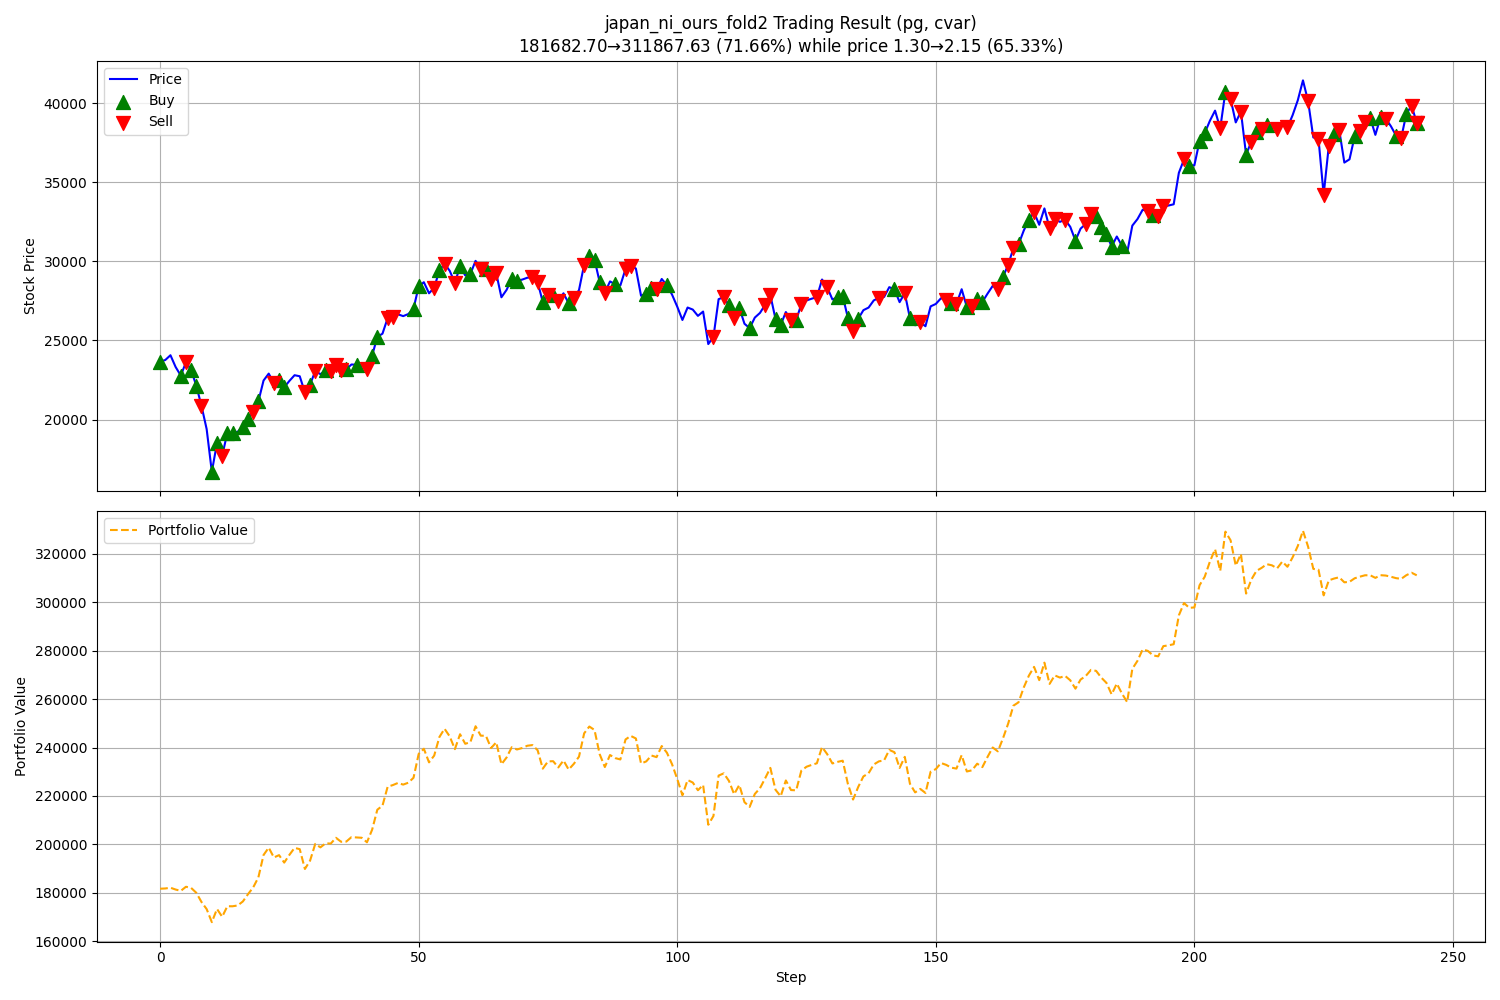 japan_ni_ours_fold2 Trading Result (pg, cvar)
181682.70→311867.63 (71.66%) while price 1.30→2.15 (65.33%)
Price
Buy
Sell
Stock Price
40000
35000
30000
25000
20000
Portfolio Value
Portfolio Value
320000
300000
280000
260000
240000
220000
200000
180000
160000
0 50 100 150 200 250
Step